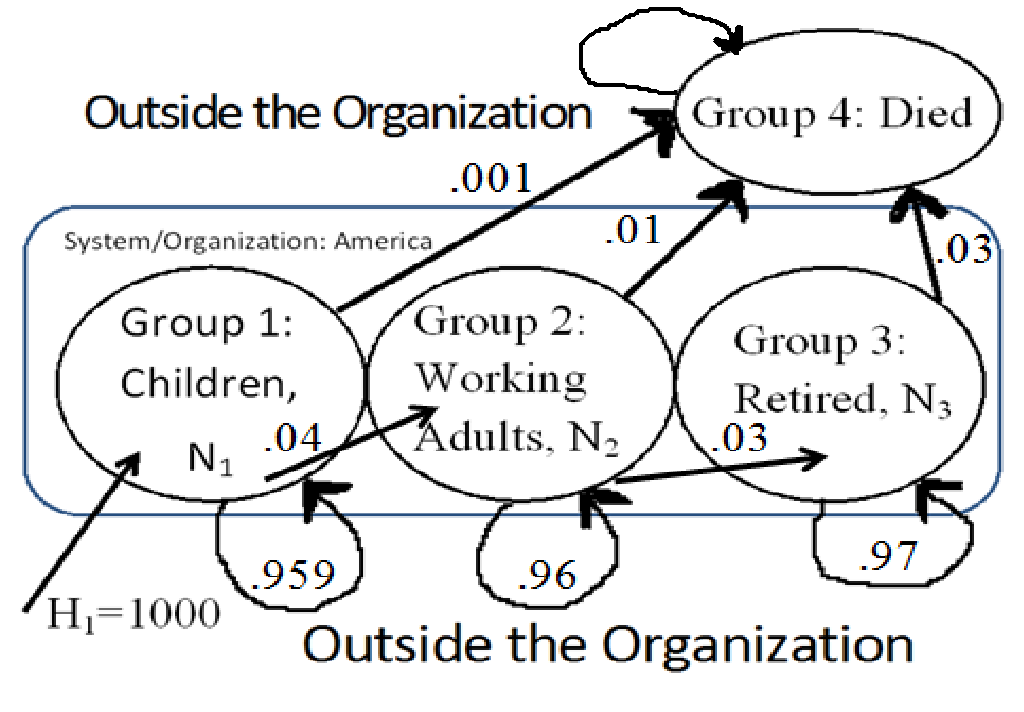 Outside the Organization
Group 4: Died
.001
.01
.03
System/Organization: America
Group 1:
Children,
N₁
.04
Group 2:
Working
Adults, N₂
.03
Group 3:
Retired, N₃
.959
.96
.97
H₁=1000
Outside the Organization